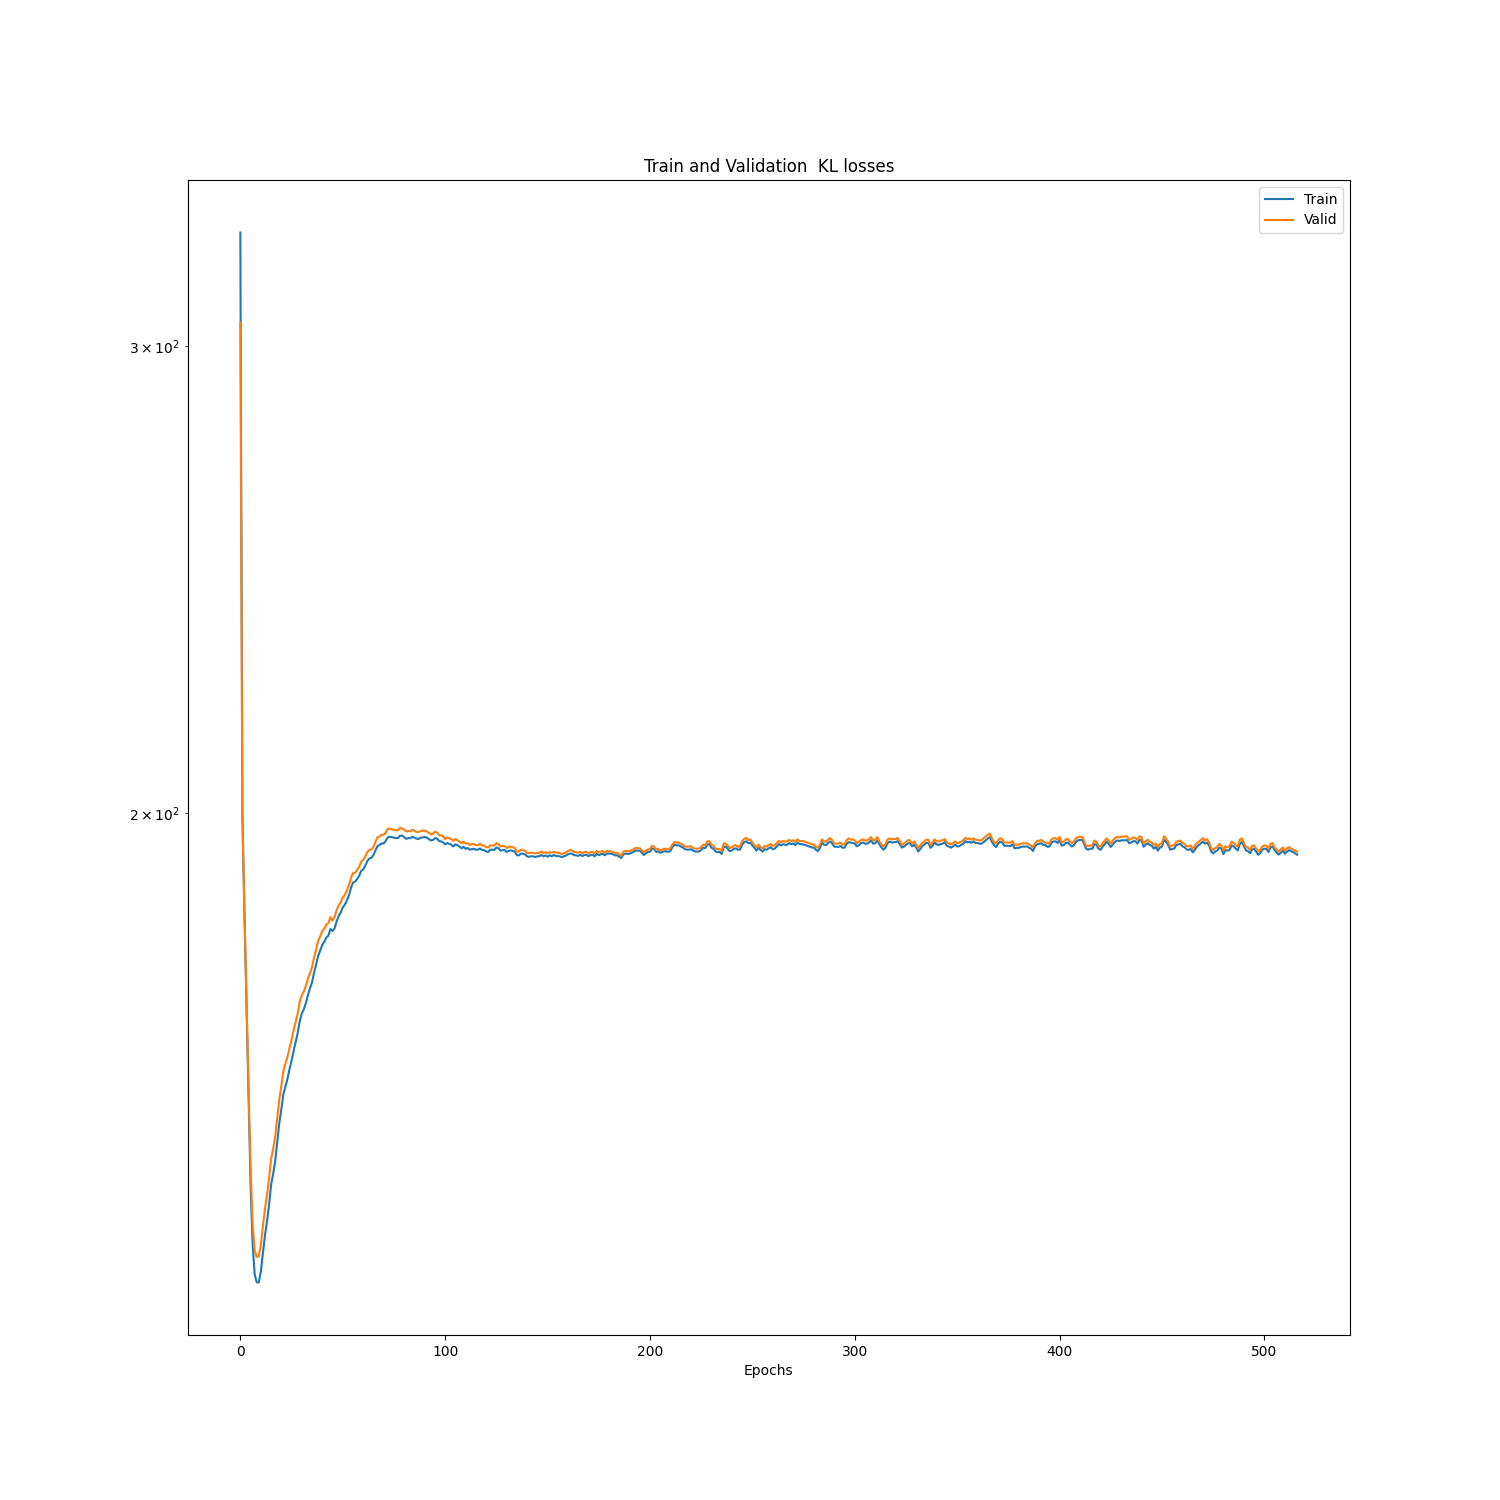 Train and Validation  KL losses
Train
Valid
3 × 10²
2 × 10²
0 100 200 300 400 500
Epochs